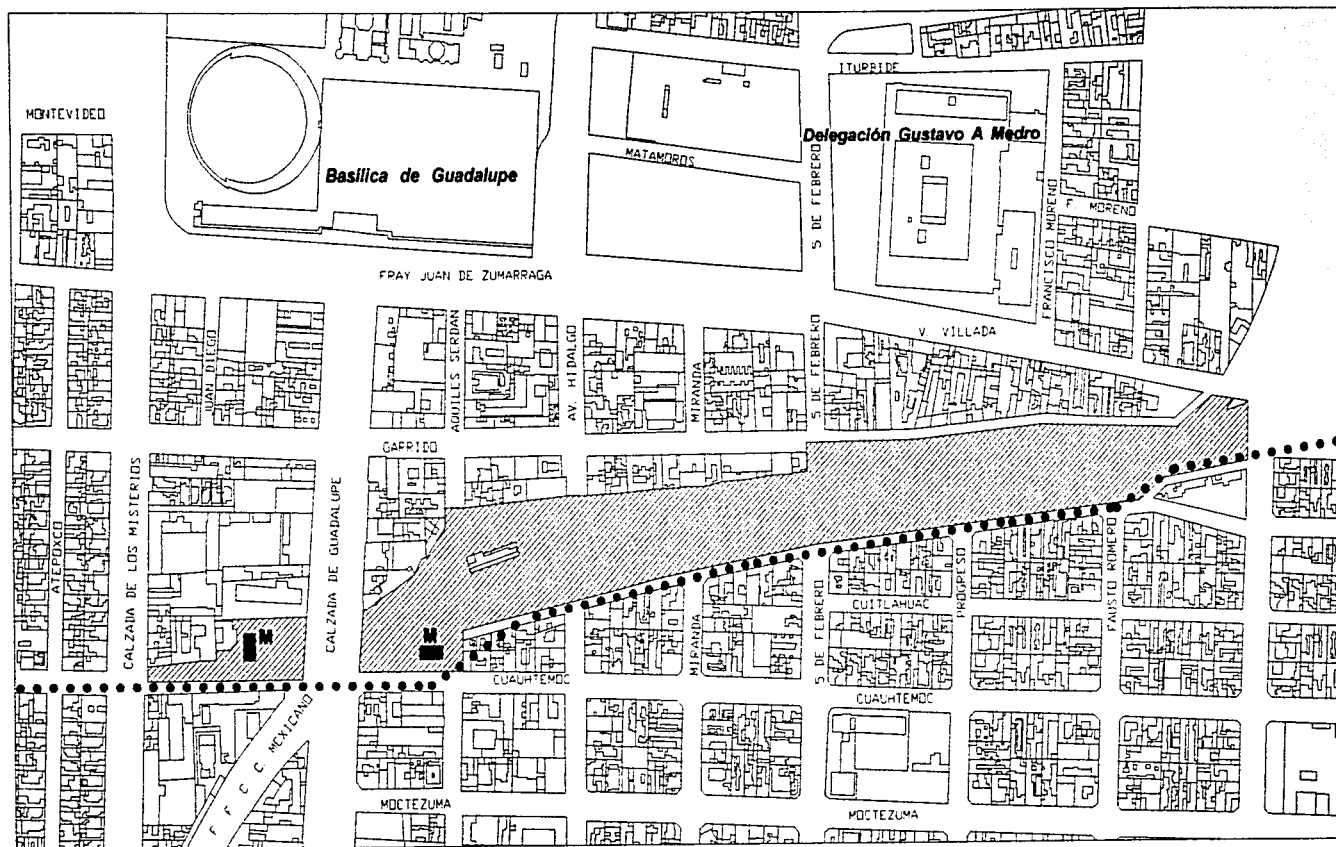 ITURBIDE
MONTEVIDEO
Delegación Gustavo A Medro
MATAMOROS
5 DE FEBRERO
Basílica de Guadalupe
F. MORENO
FRANCISCO MORENO
FRAY JUAN DE ZUMARRAGA
V. VILLADA
JUAN DIEGO
AQUILES SERDAN
AV. HIDALGO
MIRANDA
5 DE FEBRERO
GARRIDO
ATEPOXCO
CALZADA DE LOS MISTERIOS
CALZADA DE GUADALUPE
PROGRESO
FAUSTO ROMERO
CUITLAHUAC
M
M
MIRANDA
5 DE FEBRERO
CUAUHTEMOC
CUAUHTEMOC
F F C C. MEXICANO
MOCTEZUMA
MOCTEZUMA